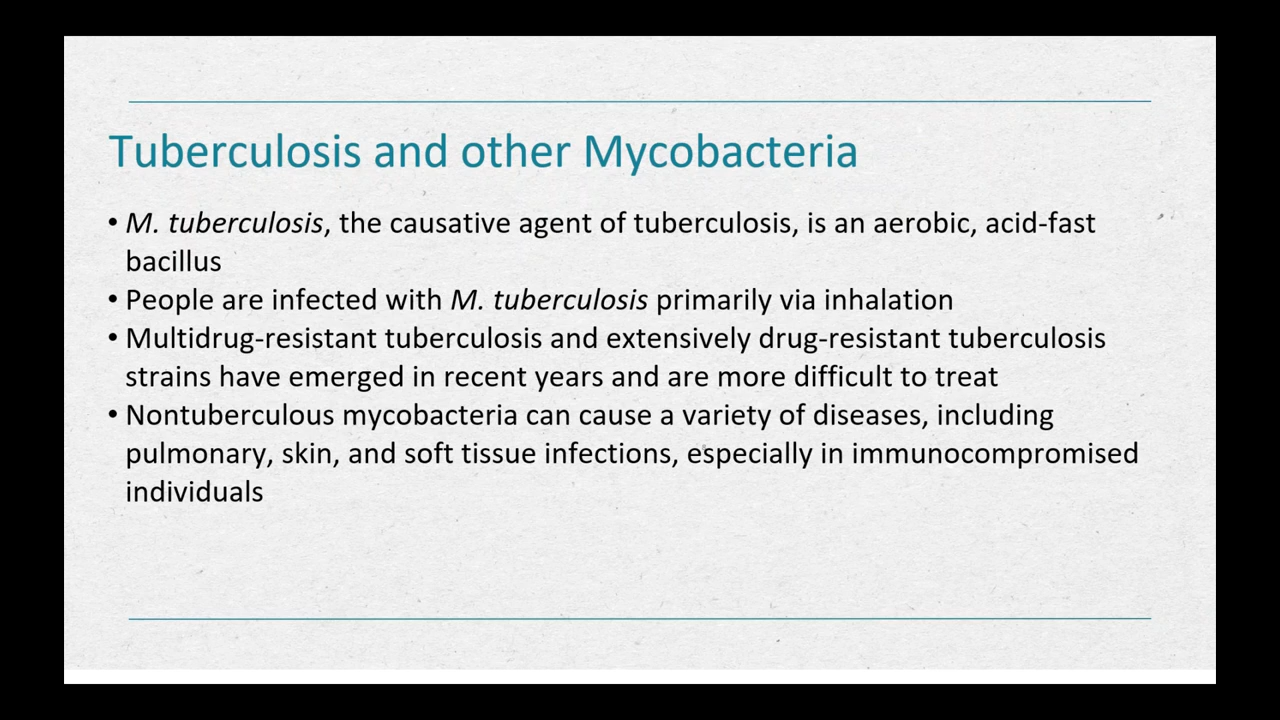 Tuberculosis and other Mycobacteria
• M. tuberculosis, the causative agent of tuberculosis, is an aerobic, acid-fast
bacillus
• People are infected with M. tuberculosis primarily via inhalation
• Multidrug-resistant tuberculosis and extensively drug-resistant tuberculosis
strains have emerged in recent years and are more difficult to treat
• Nontuberculous mycobacteria can cause a variety of diseases, including
pulmonary, skin, and soft tissue infections, especially in immunocompromised
individuals